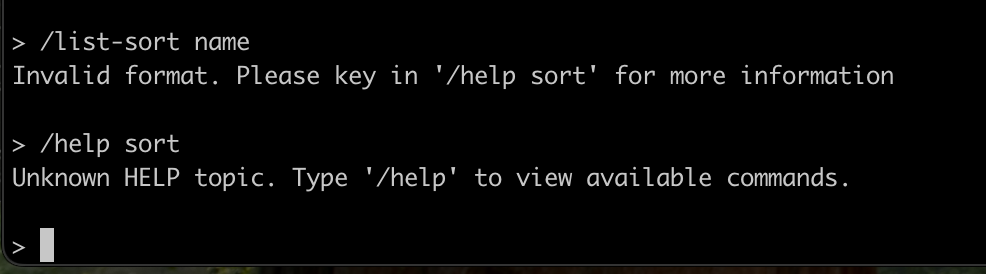 > /list-sort name
Invalid format. Please key in '/help sort' for more information
> /help sort
Unknown HELP topic. Type '/help' to view available commands.
>